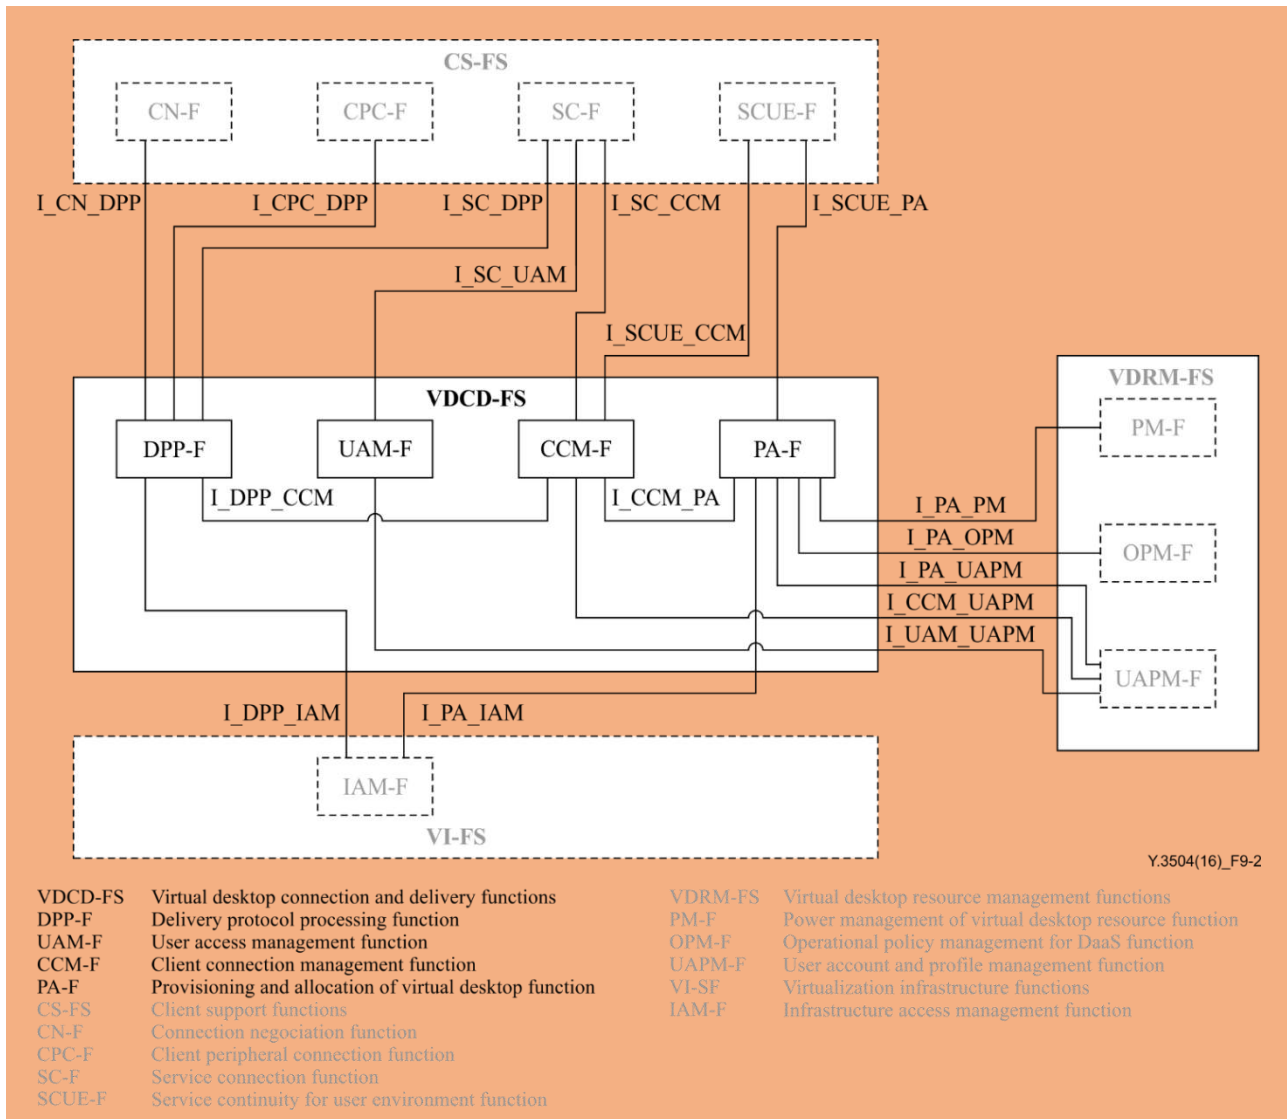 CS-FS
CN-F CPC-F SC-F SCUE-F
I_CN_DPP I_CPC_DPP I_SC_DPP I_SC_CCM I_SCUE_PA
I_SC_UAM
I_SCUE_CCM
VDCD-FS VDRM-FS
PM-F
DPP-F UAM-F CCM-F PA-F
I_DPP_CCM I_CCM_PA I_PA_PM
I_PA_OPM OPM-F
I_PA_UAPM
I_CCM_UAPM
I_UAM_UAPM
UAPM-F
I_DPP_IAM I_PA_IAM
IAM-F
VI-FS
Y.3504(16)_F9-2
VDCD-FS Virtual desktop connection and delivery functions
DPP-F Delivery protocol processing function
UAM-F User access management function
CCM-F Client connection management function
PA-F Provisioning and allocation of virtual desktop function
CS-FS Client support functions
CN-F Connection negociation function
CPC-F Client peripheral connection function
SC-F Service connection function
SCUE-F Service continuity for user environment function
VDRM-FS Virtual desktop resource management functions
PM-F Power management of virtual desktop resource function
OPM-F Operational policy management for DaaS function
UAPM-F User account and profile management function
VI-SF Virtualization infrastructure functions
IAM-F Infrastructure access management function